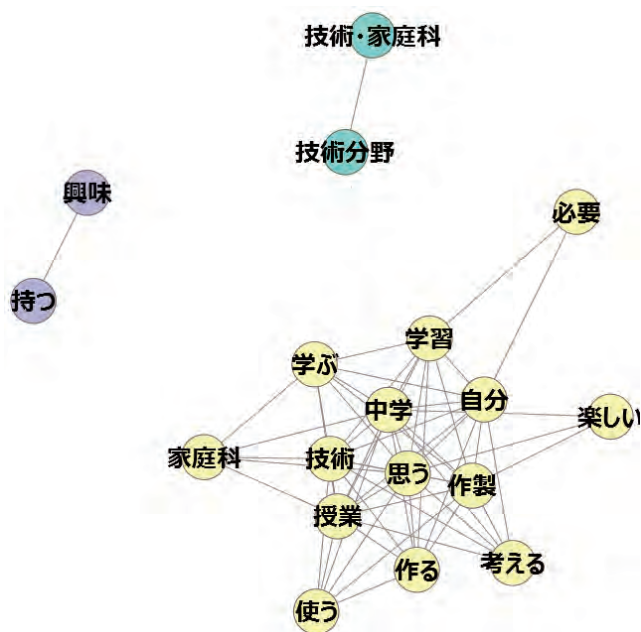 技術・家庭科
技術分野
興味
必要
持つ
学習
学ぶ
中学
自分
楽しい
家庭科
技術
思う
作製
授業
作る
考える
使う